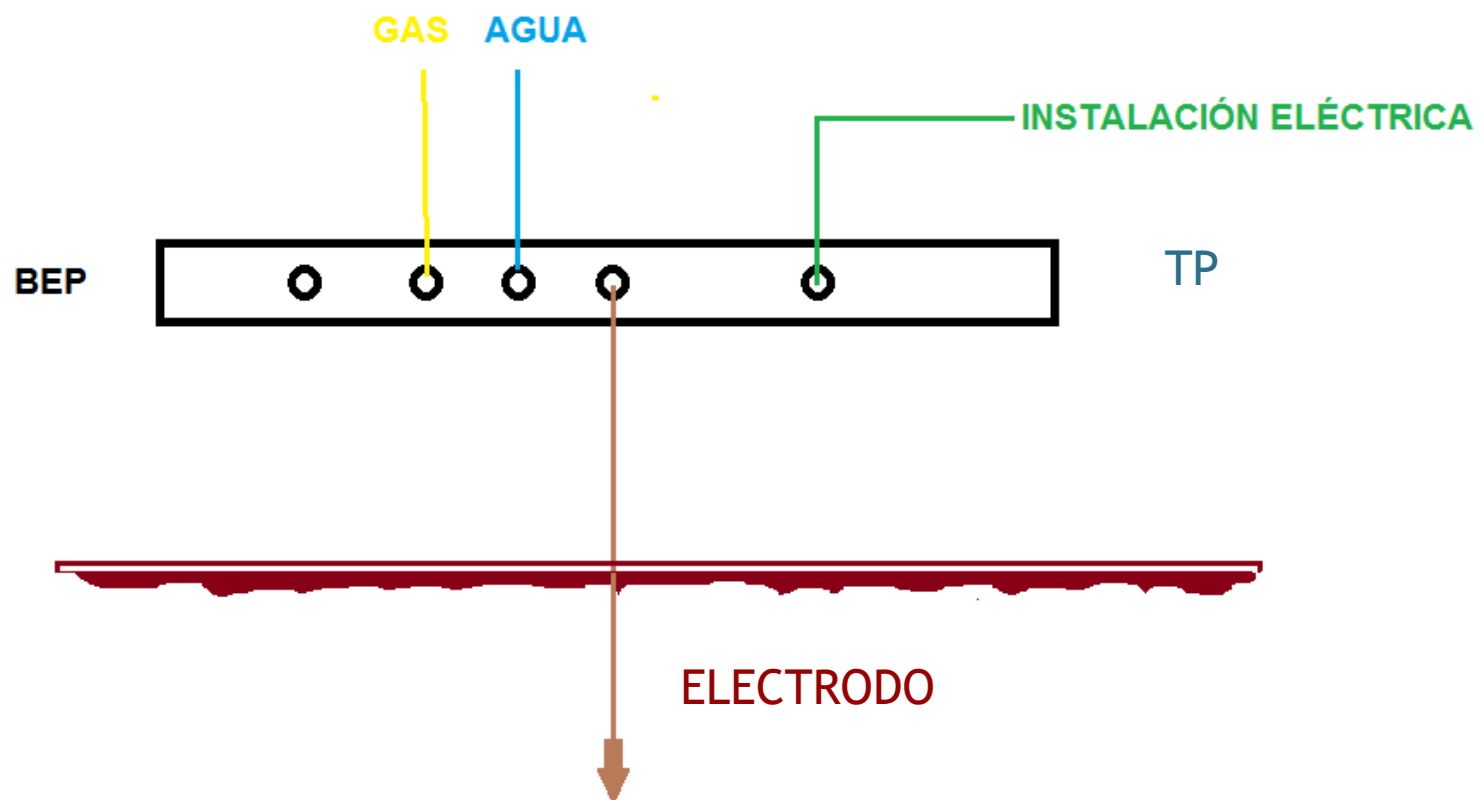 GAS AGUA
INSTALACIÓN ELÉCTRICA
BEP
TP
ELECTRODO